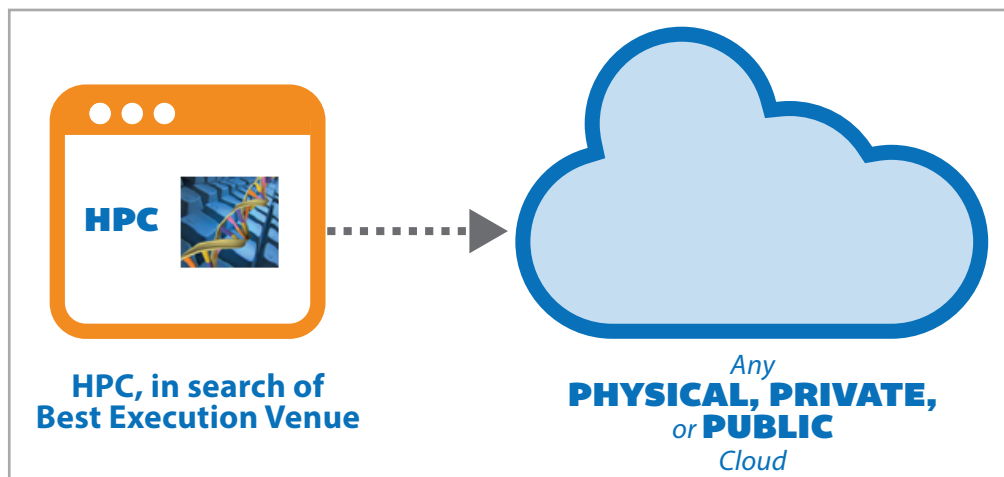 HPC
HPC, in search of
Best Execution Venue
Any
PHYSICAL, PRIVATE,
or PUBLIC
Cloud